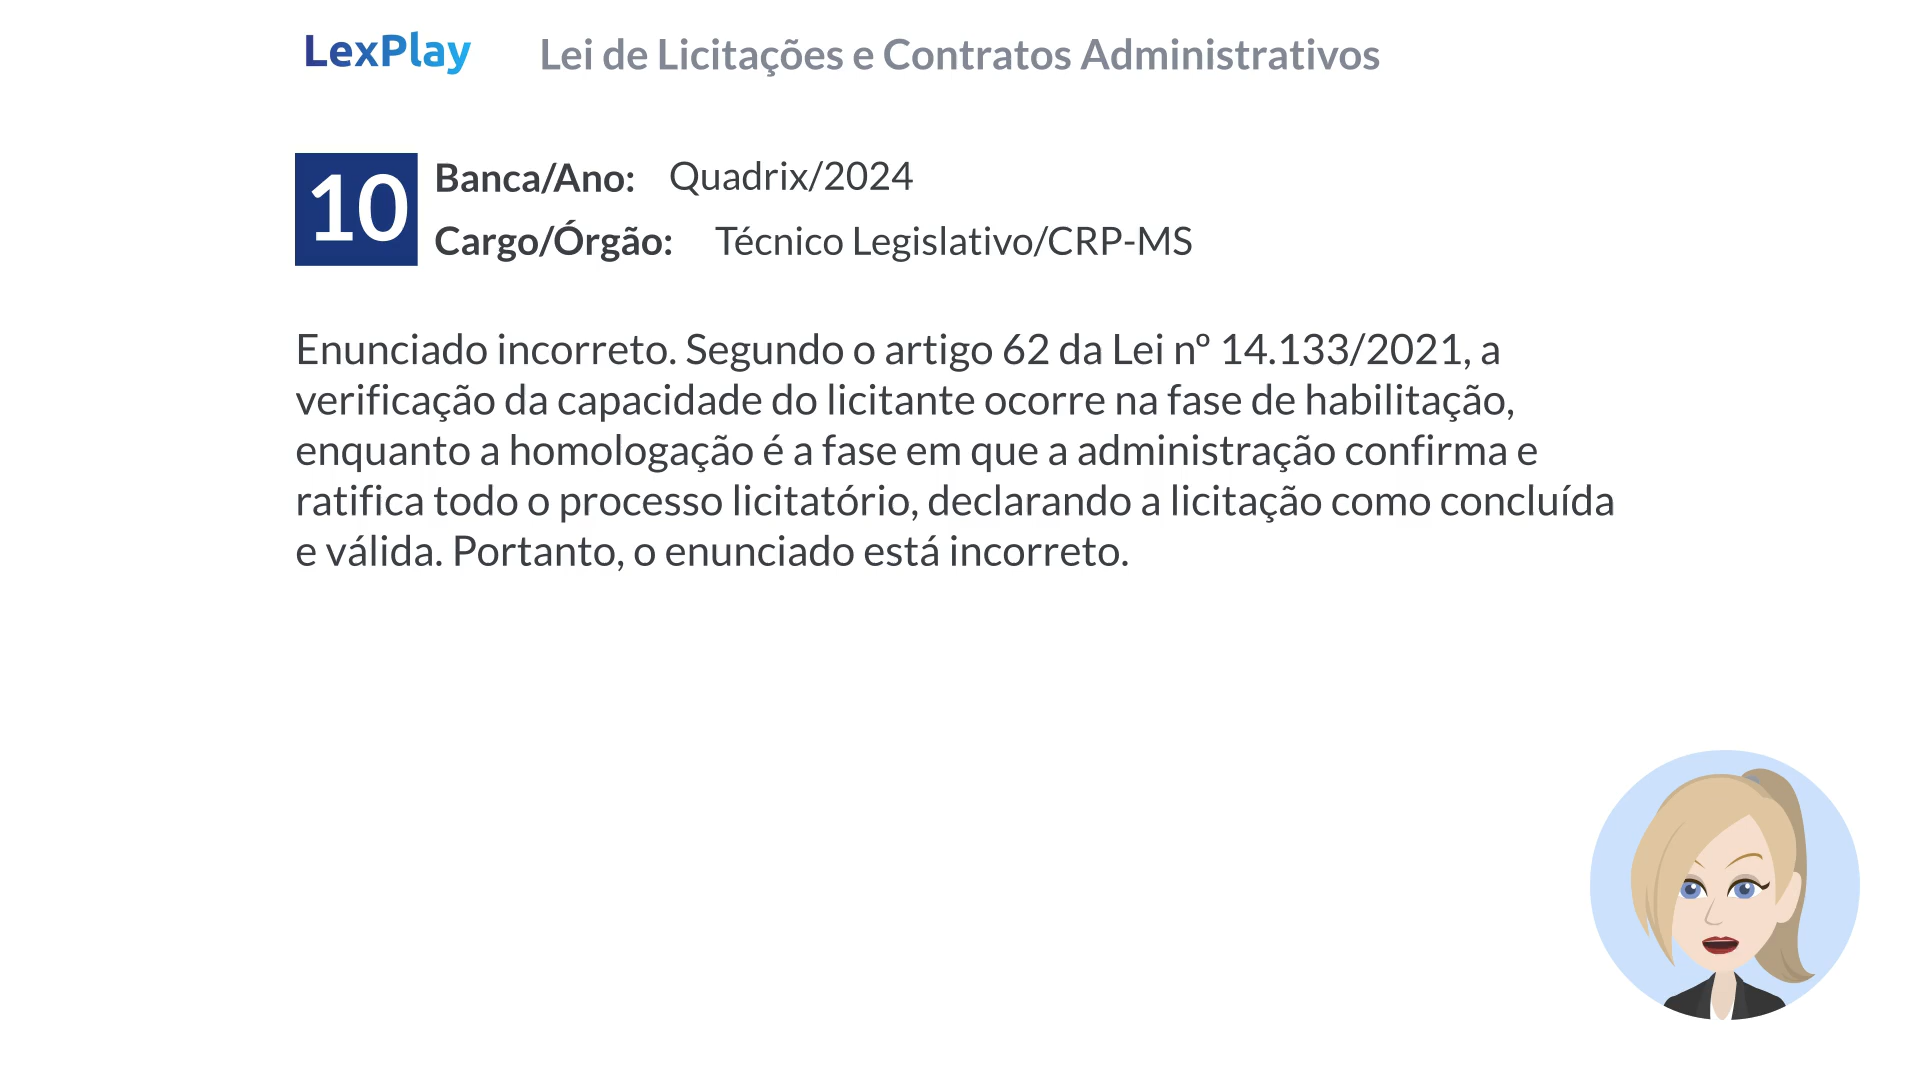 LexPlay
Lei de Licitações e Contratos Administrativos
10
Banca/Ano: Quadrix/2024
Cargo/Órgão: Técnico Legislativo/CRP-MS
Enunciado incorreto. Segundo o artigo 62 da Lei nº 14.133/2021, a
verificação da capacidade do licitante ocorre na fase de habilitação,
enquanto a homologação é a fase em que a administração confirma e
ratifica todo o processo licitatório, declarando a licitação como concluída
e válida. Portanto, o enunciado está incorreto.